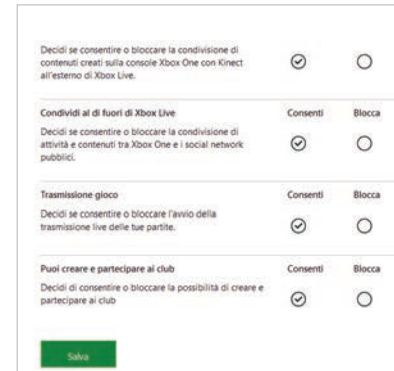 Decidi se consentire o bloccare la condivisione di
contenuti creati sulla console Xbox One con Kinect
all'esterno di Xbox Live.
Condividi al di fuori di Xbox Live Consenti Blocca
Decidi se consentire o bloccare la condivisione di
attività e contenuti tra Xbox One e i social network
pubblici.
Trasmissione gioco Consenti Blocca
Decidi se consentire o bloccare l'avvio della
trasmissione live delle tue partite.
Puoi creare e partecipare ai club Consenti Blocca
Decidi di consentire o bloccare la possibilità di creare e
partecipare ai club
Salva